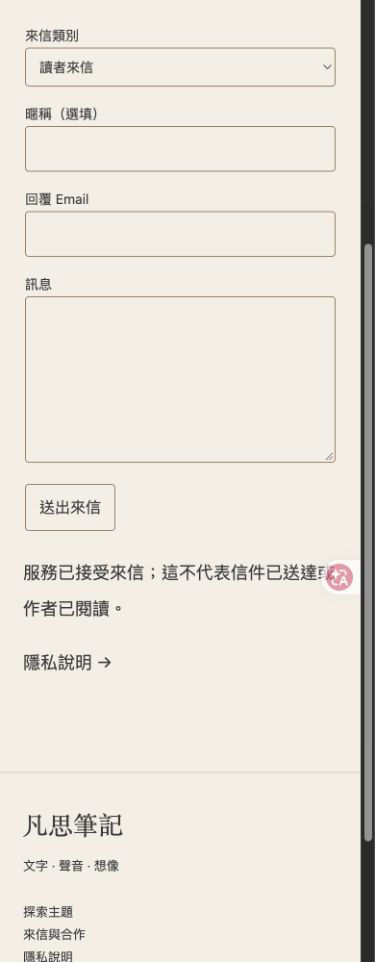 來信類別
讀者來信
暱稱（選填）
回覆 Email
訊息
送出來信
服務已接受來信；這不代表信件已送達或
作者已閱讀。
隱私說明 →
凡思筆記
文字 · 聲音 · 想像
探索主題
來信與合作
隱私說明